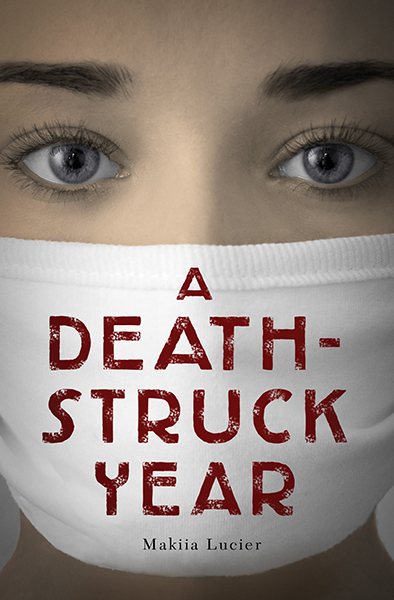 A
DEATH-
STRUCK
YEAR
Makiia Lucier